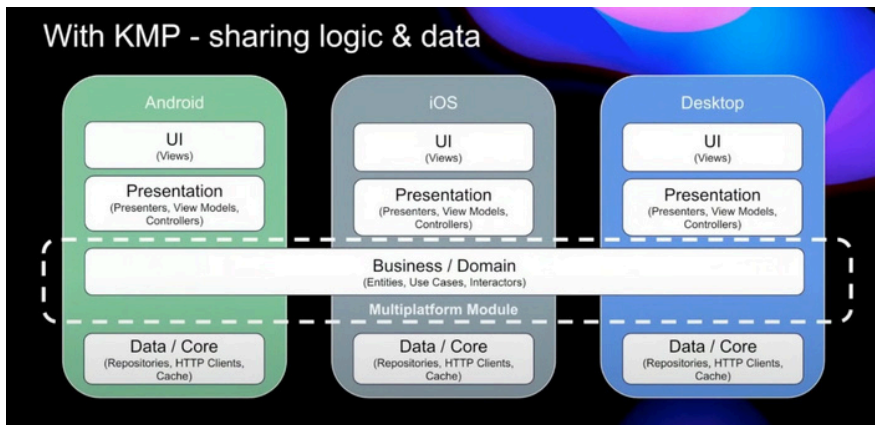 With KMP - sharing logic & data
Android
UI
(Views)
Presentation
(Presenters, View Models,
Controllers)
iOS
UI
(Views)
Presentation
(Presenters, View Models,
Controllers)
Desktop
UI
(Views)
Presentation
(Presenters, View Models,
Controllers)
Business / Domain
(Entities, Use Cases, Interactors)
Multiplatform Module
Data / Core
(Repositories, HTTP Clients,
Cache)
Data / Core
(Repositories, HTTP Clients,
Cache)
Data / Core
(Repositories, HTTP Clients,
Cache)